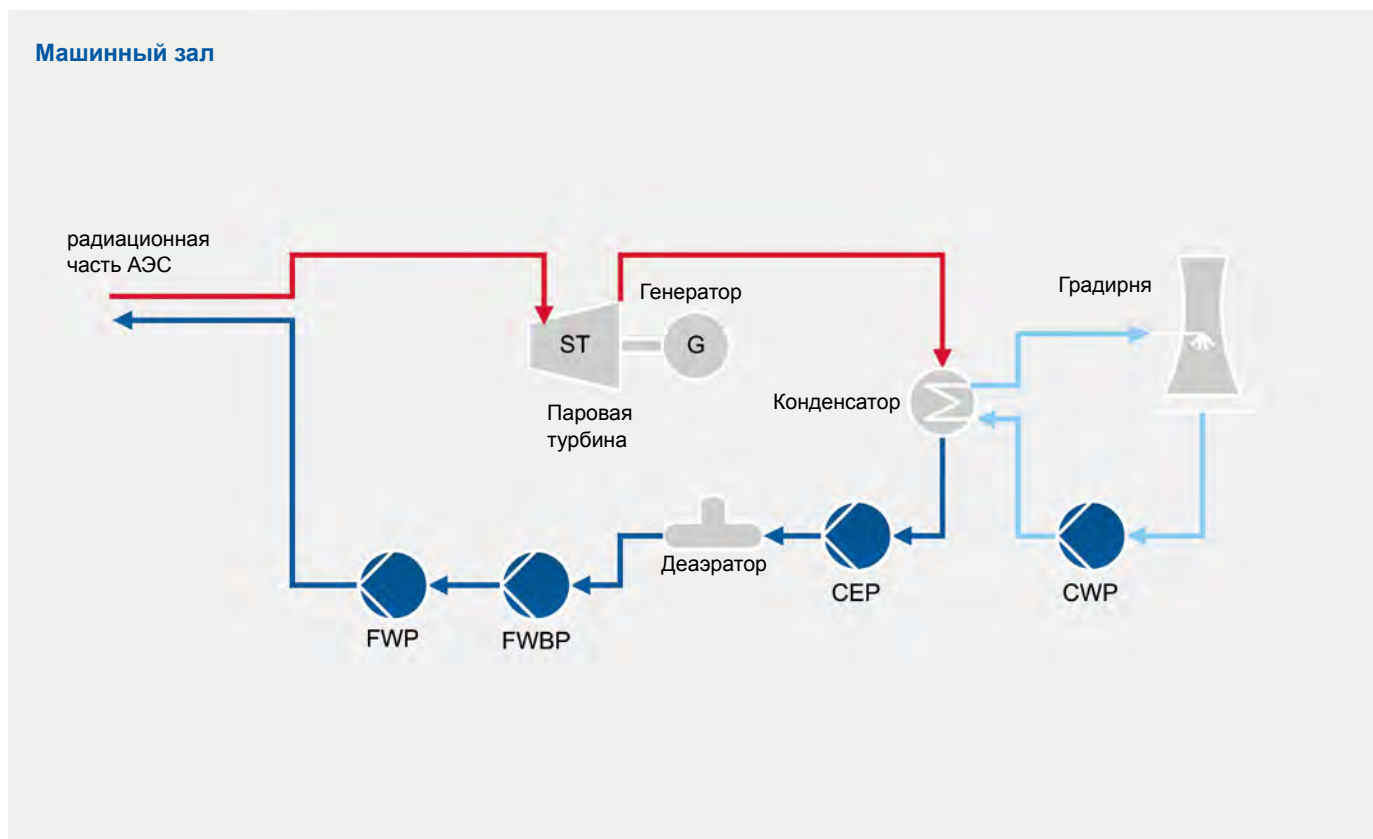 Машинный зал
радиационная
часть АЭС
Генератор
Градирня
ST
G
Паровая
турбина
Конденсатор
Деаэратор
CEP
CWP
FWP
FWBP